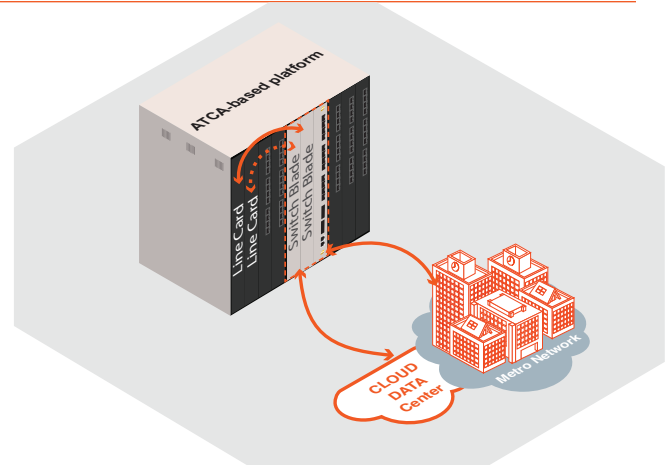 ATCA-based platform
Line Card
Line Card
Switch Blade
Switch Blade
Metro Network
CLOUD
DATA
Center